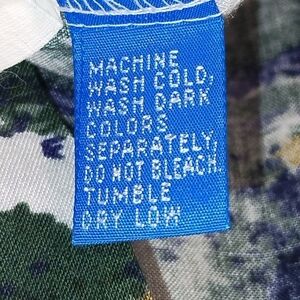 MACHINE
WASH COLD,
WASH DARK
COLORS
SEPARATELY,
DO NOT BLEACH.
TUMBLE
DRY LOW